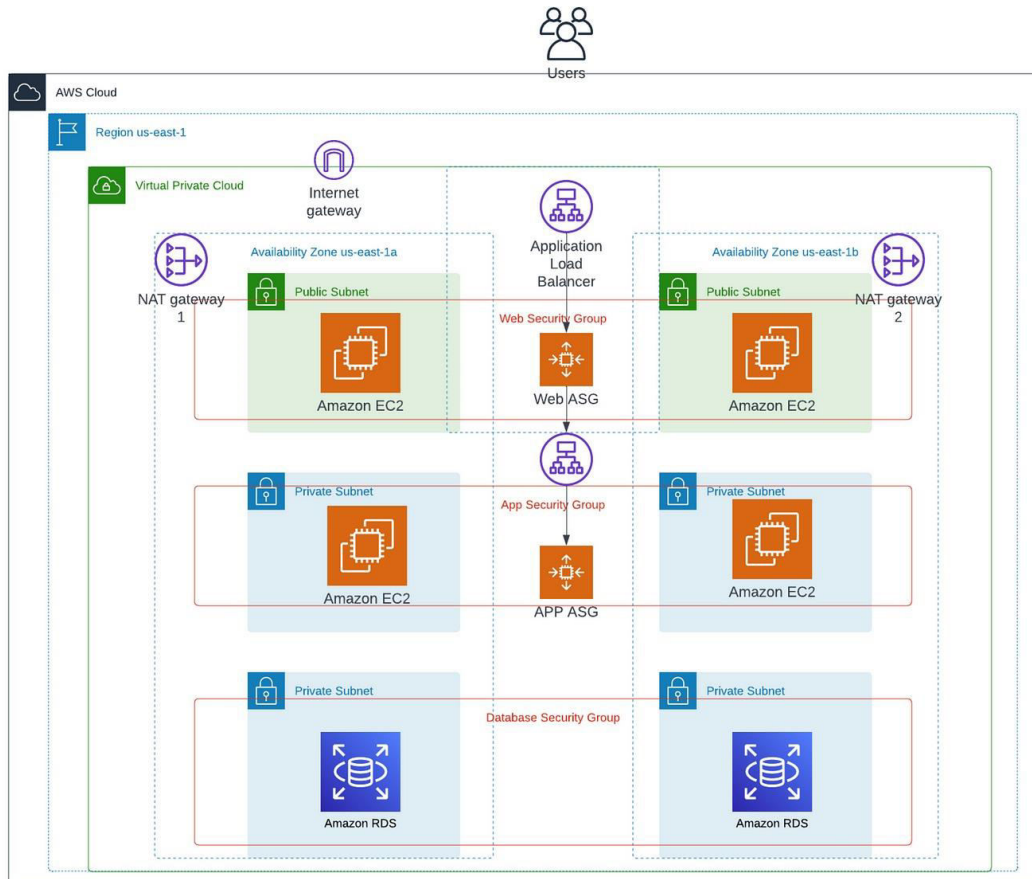 Users
AWS Cloud
Region us-east-1
Virtual Private Cloud
Internet
gateway
Application
Load
Balancer
Availability Zone us-east-1a
Availability Zone us-east-1b
NAT gateway
1
NAT gateway
2
Public Subnet
Public Subnet
Web Security Group
Amazon EC2
Web ASG
Amazon EC2
Private Subnet
Private Subnet
App Security Group
Amazon EC2
APP ASG
Amazon EC2
Private Subnet
Private Subnet
Database Security Group
Amazon RDS
Amazon RDS